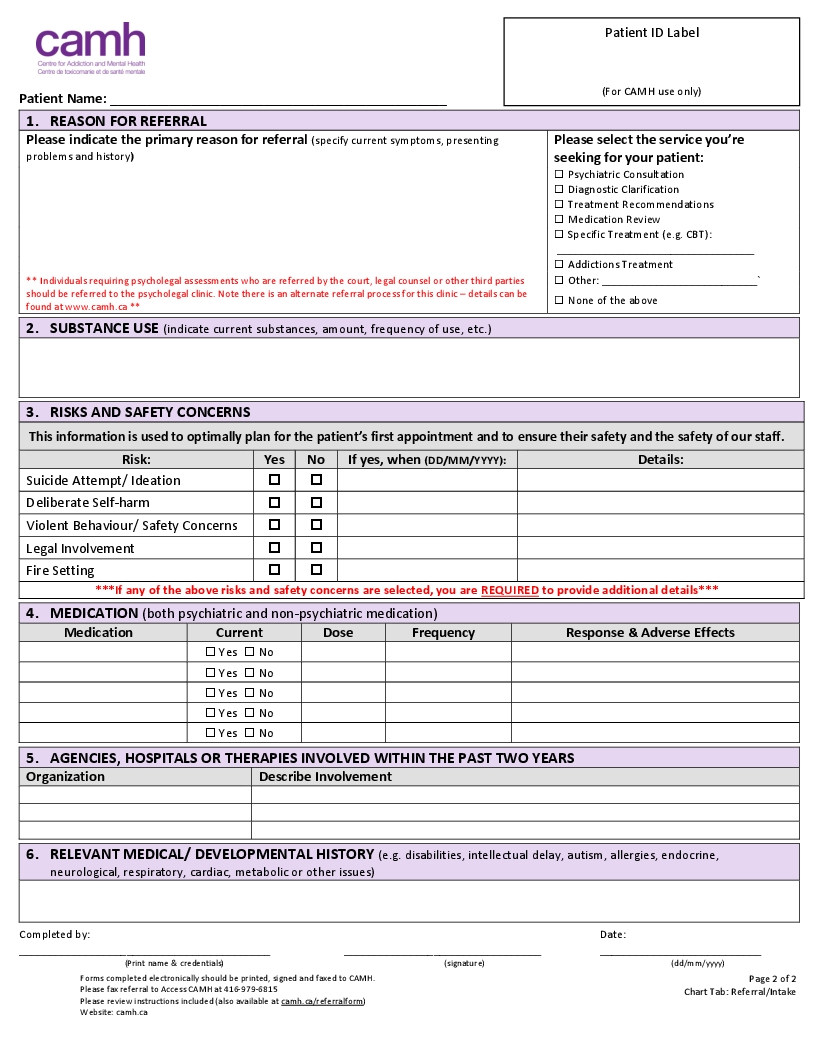 camh
Centre for Addiction and Mental Health
Centre de toxicomanie et de santé mentale
Patient ID Label
(For CAMH use only)
Patient Name: ____________________
1. REASON FOR REFERRAL
Please indicate the primary reason for referral (specify current symptoms, presenting
problems and history)
** Individuals requiring psycholegal assessments who are referred by the court, legal counsel or other third parties
should be referred to the psycholegal clinic. Note there is an alternate referral process for this clinic – details can be
found at www.camh.ca **
Please select the service you're
seeking for your patient:
☐ Psychiatric Consultation
☐ Diagnostic Clarification
☐ Treatment Recommendations
☐ Medication Review
☐ Specific Treatment (e.g. CBT):
____________________
☐ Addictions Treatment
☐ Other: ____________________`
☐ None of the above
2. SUBSTANCE USE (indicate current substances, amount, frequency of use, etc.)
3. RISKS AND SAFETY CONCERNS
This information is used to optimally plan for the patient's first appointment and to ensure their safety and the safety of our staff.
Risk: Yes No If yes, when (DD/MM/YYYY): Details:
Suicide Attempt/ Ideation ☐ ☐
Deliberate Self-harm ☐ ☐
Violent Behaviour/ Safety Concerns ☐ ☐
Legal Involvement ☐ ☐
Fire Setting ☐ ☐
***If any of the above risks and safety concerns are selected, you are REQUIRED to provide additional details***
4. MEDICATION (both psychiatric and non-psychiatric medication)
Medication Current Dose Frequency Response & Adverse Effects
☐ Yes ☐ No
☐ Yes ☐ No
☐ Yes ☐ No
☐ Yes ☐ No
☐ Yes ☐ No
5. AGENCIES, HOSPITALS OR THERAPIES INVOLVED WITHIN THE PAST TWO YEARS
Organization Describe Involvement
6. RELEVANT MEDICAL/ DEVELOPMENTAL HISTORY (e.g. disabilities, intellectual delay, autism, allergies, endocrine,
neurological, respiratory, cardiac, metabolic or other issues)
Completed by: Date:
____________________ ____________________ ____________________
(Print name & credentials) (signature) (dd/mm/yyyy)
Forms completed electronically should be printed, signed and faxed to CAMH.
Please fax referral to Access CAMH at 416-979-6815
Please review instructions included (also available at camh.ca/referralform)
Website: camh.ca
Page 2 of 2
Chart Tab: Referral/Intake